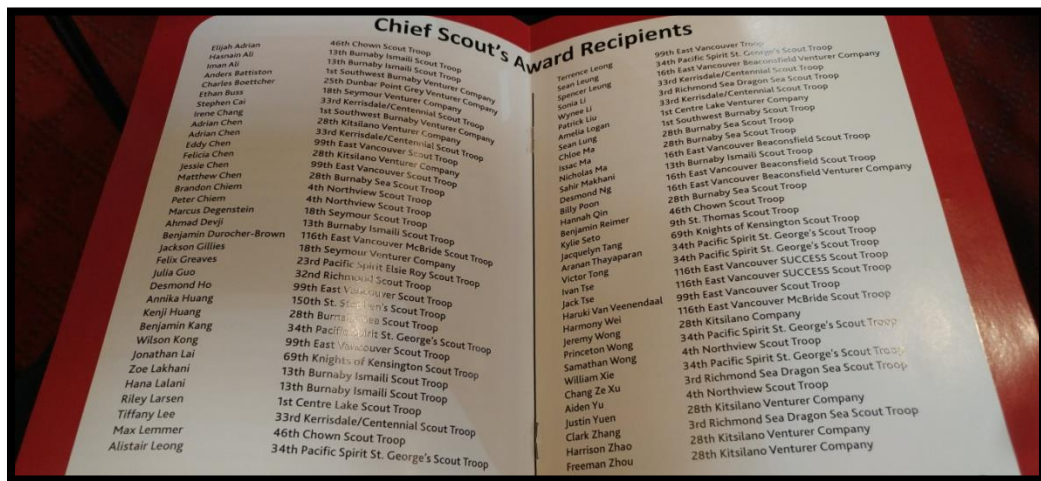 Chief Scout's Award Recipients
Elijah Adrian 46th Chown Scout Troop
Hasnain Ali 13th Burnaby Ismaili Scout Troop
Iman Ali 13th Burnaby Ismaili Scout Troop
Anders Battiston 1st Southwest Burnaby Venturer Company
Charles Boettcher 25th Dunbar Point Grey Venturer Company
Ethan Buss 18th Seymour Venturer Company
Stephen Cai 33rd Kerrisdale/Centennial Scout Troop
Irene Chang 1st Southwest Burnaby Venturer Company
Adrian Chen 28th Kitsilano Venturer Company
Adrian Chen 33rd Kerrisdale/Centennial Scout Troop
Eddy Chen 99th East Vancouver Scout Troop
Felicia Chen 28th Kitsilano Venturer Company
Jessie Chen 99th East Vancouver Scout Troop
Matthew Chen 28th Burnaby Sea Scout Troop
Brandon Chiem 4th Northview Scout Troop
Peter Chiem 4th Northview Scout Troop
Marcus Degenstein 18th Seymour Scout Troop
Ahmad Devji 13th Burnaby Ismaili Scout Troop
Benjamin Durocher-Brown 116th East Vancouver McBride Scout Troop
Jackson Gillies 18th Seymour Venturer Company
Felix Greaves 23rd Pacific Spirit Elsie Roy Scout Troop
Julia Guo 32nd Richmond Scout Troop
Desmond Ho 99th East Vancouver Scout Troop
Annika Huang 150th St. Stephen's Scout Troop
Kenji Huang 28th Burnaby Sea Scout Troop
Benjamin Kang 34th Pacific Spirit St. George's Scout Troop
Wilson Kong 99th East Vancouver Scout Troop
Jonathan Lai 69th Knights of Kensington Scout Troop
Zoe Lakhani 13th Burnaby Ismaili Scout Troop
Hana Lalani 13th Burnaby Ismaili Scout Troop
Riley Larsen 1st Centre Lake Scout Troop
Tiffany Lee 33rd Kerrisdale/Centennial Scout Troop
Max Lemmer 46th Chown Scout Troop
Alistair Leong 34th Pacific Spirit St. George's Scout Troop
Terrence Leong 99th East Vancouver Troop
Sean Leung 34th Pacific Spirit St. George's Scout Troop
Spencer Leung 16th East Vancouver Beaconsfield Venturer Company
Sonia Li 33rd Kerrisdale/Centennial Scout Troop
Wynee Li 3rd Richmond Sea Dragon Sea Scout Troop
Patrick Liu 33rd Kerrisdale/Centennial Scout Troop
Amelia Logan 1st Centre Lake Venturer Company
Sean Lung 1st Southwest Burnaby Venturer Company
Chloe Ma 28th Burnaby Sea Scout Troop
Issac Ma 28th Burnaby Sea Scout Troop
Nicholas Ma 16th East Vancouver Beaconsfield Scout Troop
Sahir Makhani 13th Burnaby Ismaili Scout Troop
Desmond Ng 16th East Vancouver Beaconsfield Scout Troop
Billy Poon 16th East Vancouver Beaconsfield Venturer Company
Hannah Qin 28th Burnaby Sea Scout Troop
Benjamin Reimer 46th Chown Scout Troop
Kylie Seto 9th St. Thomas Scout Troop
Jacquelyn Tang 69th Knights of Kensington Scout Troop
Aranan Thayaparan 34th Pacific Spirit St. George's Scout Troop
Victor Tong 34th Pacific Spirit St. George's Scout Troop
Ivan Tse 116th East Vancouver SUCCESS Scout Troop
Jack Tse 116th East Vancouver SUCCESS Scout Troop
Haruki Van Veenendaal 99th East Vancouver Scout Troop
Harmony Wei 116th East Vancouver McBride Scout Troop
Jeremy Wong 28th Kitsilano Company
Princeton Wong 34th Pacific Spirit St. George's Scout Troop
Samathan Wong 4th Northview Scout Troop
William Xie 34th Pacific Spirit St. George's Scout Troop
Chang Ze Xu 3rd Richmond Sea Dragon Sea Scout Troop
Aiden Yu 4th Northview Scout Troop
Justin Yuen 28th Kitsilano Venturer Company
Clark Zhang 3rd Richmond Sea Dragon Sea Scout Troop
Harrison Zhao 28th Kitsilano Venturer Company
Freeman Zhou 28th Kitsilano Venturer Company